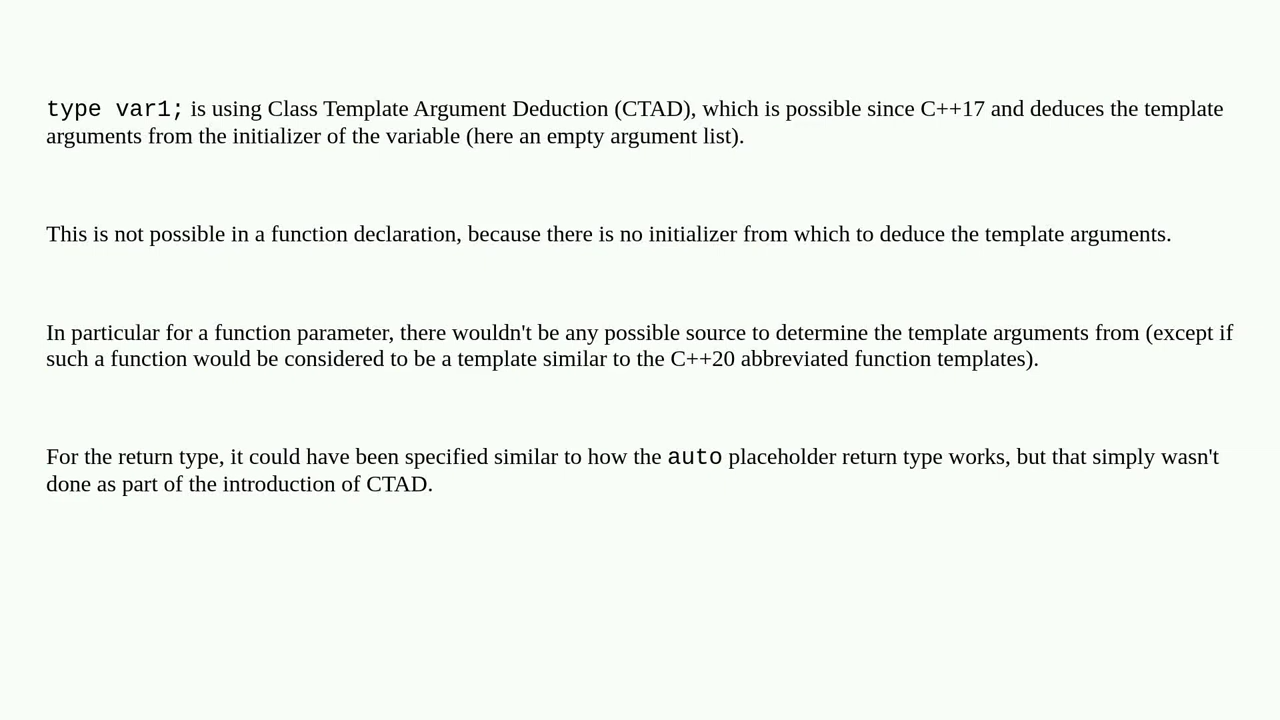 type var1; is using Class Template Argument Deduction (CTAD), which is possible since C++17 and deduces the template
arguments from the initializer of the variable (here an empty argument list).
This is not possible in a function declaration, because there is no initializer from which to deduce the template arguments.
In particular for a function parameter, there wouldn't be any possible source to determine the template arguments from (except if
such a function would be considered to be a template similar to the C++20 abbreviated function templates).
For the return type, it could have been specified similar to how the auto placeholder return type works, but that simply wasn't
done as part of the introduction of CTAD.